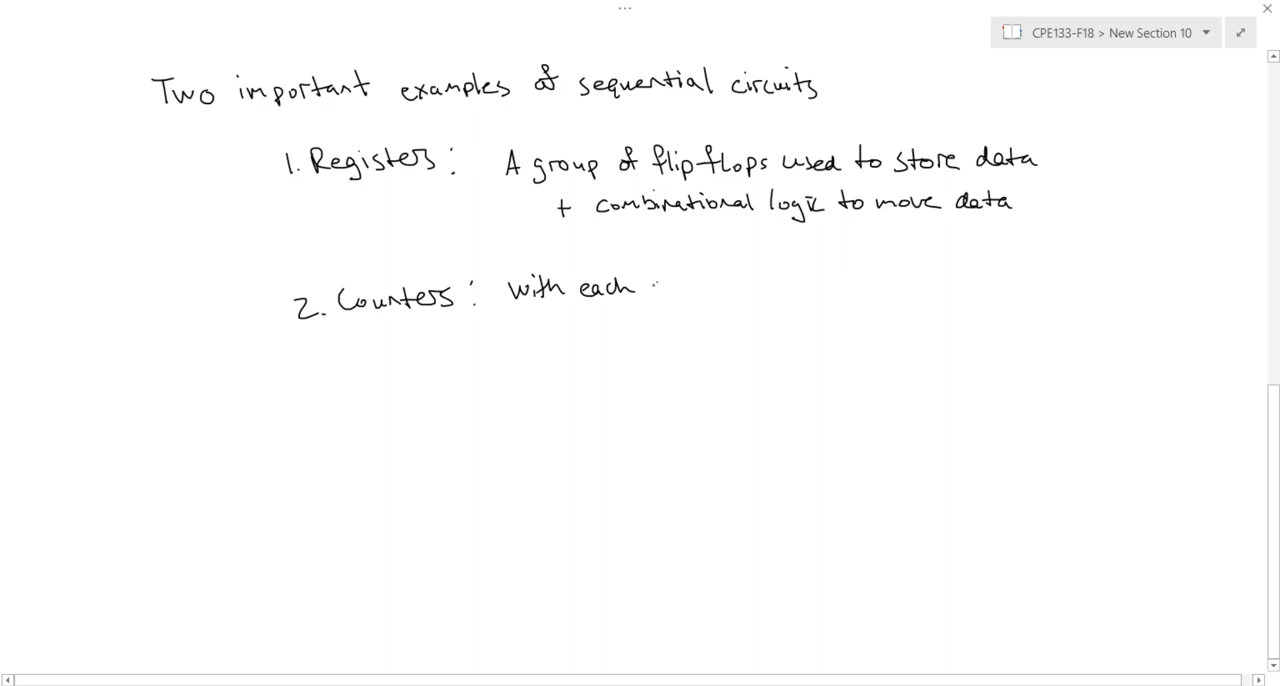 CPE133-F18 > New Section 10
Two important examples of sequential circuits
1. Registers: A group of flip-flops used to store data
+ combinational logic to move data
2. Counters: with each